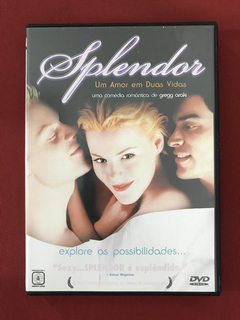 Splendor
Um Amor em Duas Vidas
uma comédia romântica de gregg araki
explore as possibilidades...
"Sexy...SPLENDOR é esplêndido."
DVD